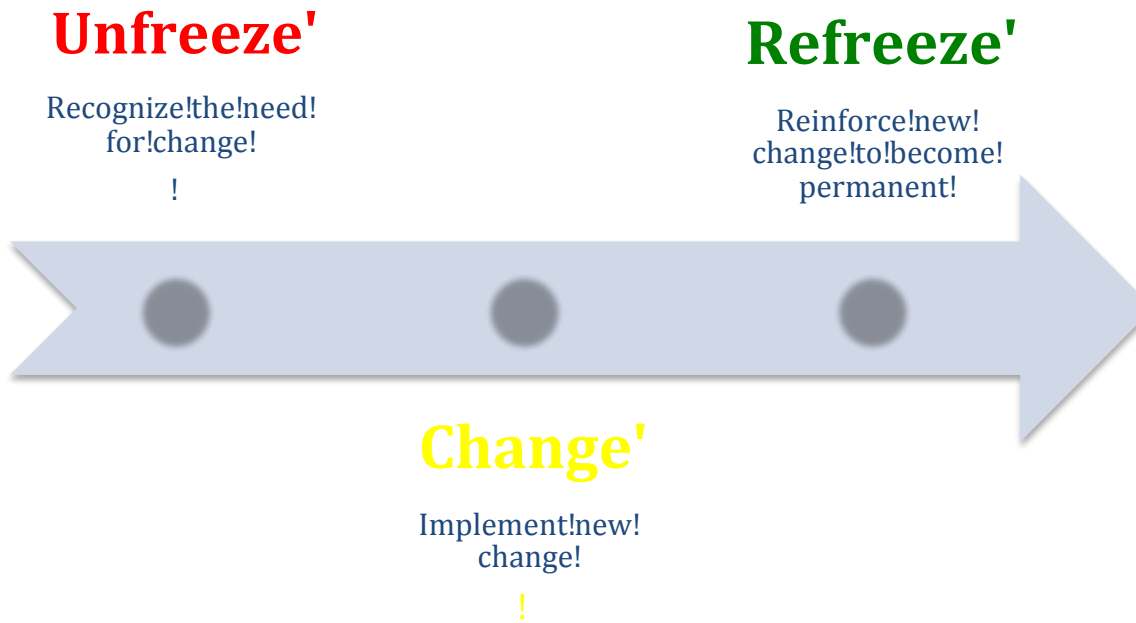 Unfreeze'
Recognize!the!need!
for!change!
!
Change'
Implement!new!
change!
!
Refreeze'
Reinforce!new!
change!to!become!
permanent!